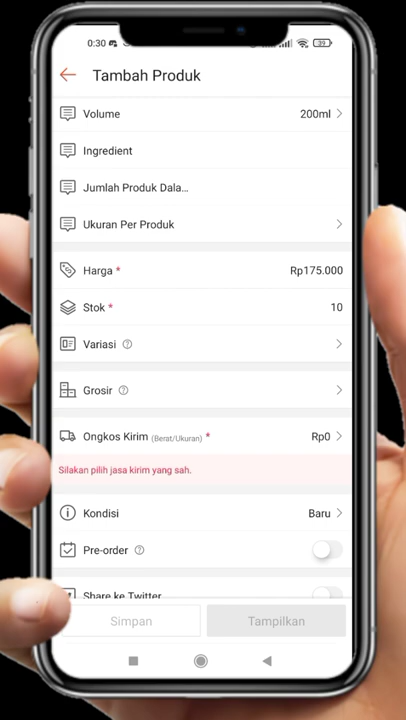 0:30
39
Tambah Produk
Volume 200ml
Ingredient
Jumlah Produk Dala...
Ukuran Per Produk
Harga * Rp175.000
Stok * 10
Variasi
Grosir
Ongkos Kirim (Berat/Ukuran) * Rp0
Silakan pilih jasa kirim yang sah.
Kondisi Baru
Pre-order
Share ke Twitter
Simpan Tampilkan